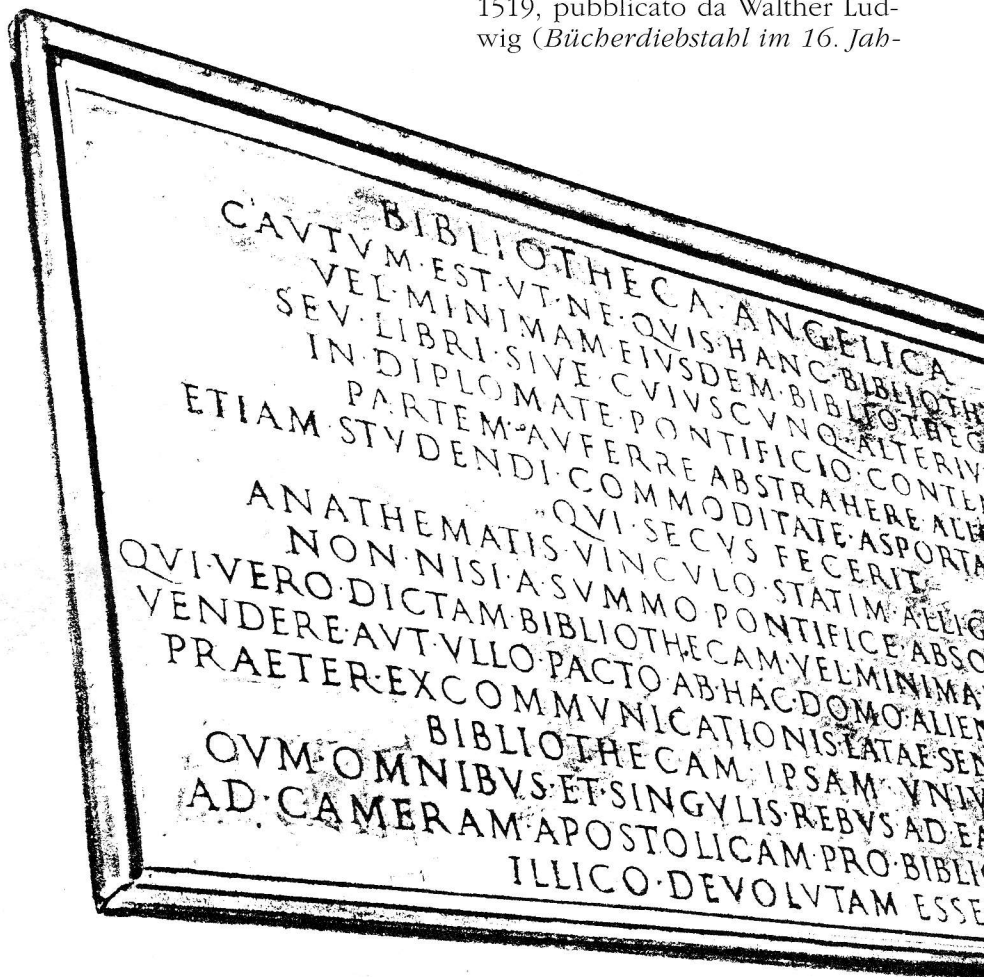 1519, pubblicato da Walther Lud-
wig (Bücherdiebstahl im 16. Jah-
BIBLIOTHECA·ANGELICA
CAVTVM·EST·VT·NE·QVIS·HANC·BIBLIOTH
VEL·MINIMAM·EIVSDEM·BIBLIOTHEC
SEV·LIBRI·SIVE·CVIVSCVNQ·ALTERIV
IN·DIPLOMATE·PONTIFICIO·CONTE
PARTEM·AVFERRE ABSTRAHERE
ETIAM STVDENDI·COMMODITATE·ASPORTA
QVI·SECVS FECERIT
ANATHEMATIS·VINCVLO·STATIM·ALLIG
NON·NISI·A·SVMMO·PONTIFICE·ABSO
QVI·VERO·DICTAM·BIBLIOTHECAM·VEL·MINIMA
VENDERE·AVT·VLLO·PACTO·AB·HAC·DOMO·ALIEN
PRAETER·EXCOMMVNICATIONIS·LATAE·SEN
BIBLIOTHECAM·IPSAM·VNIV
QVM·OMNIBVS·ET·SINGVLIS·REBVS·AD·EA
AD·CAMERAM·APOSTOLICAM·PRO·BIBLI
ILLICO·DEVOLVTAM ESSE